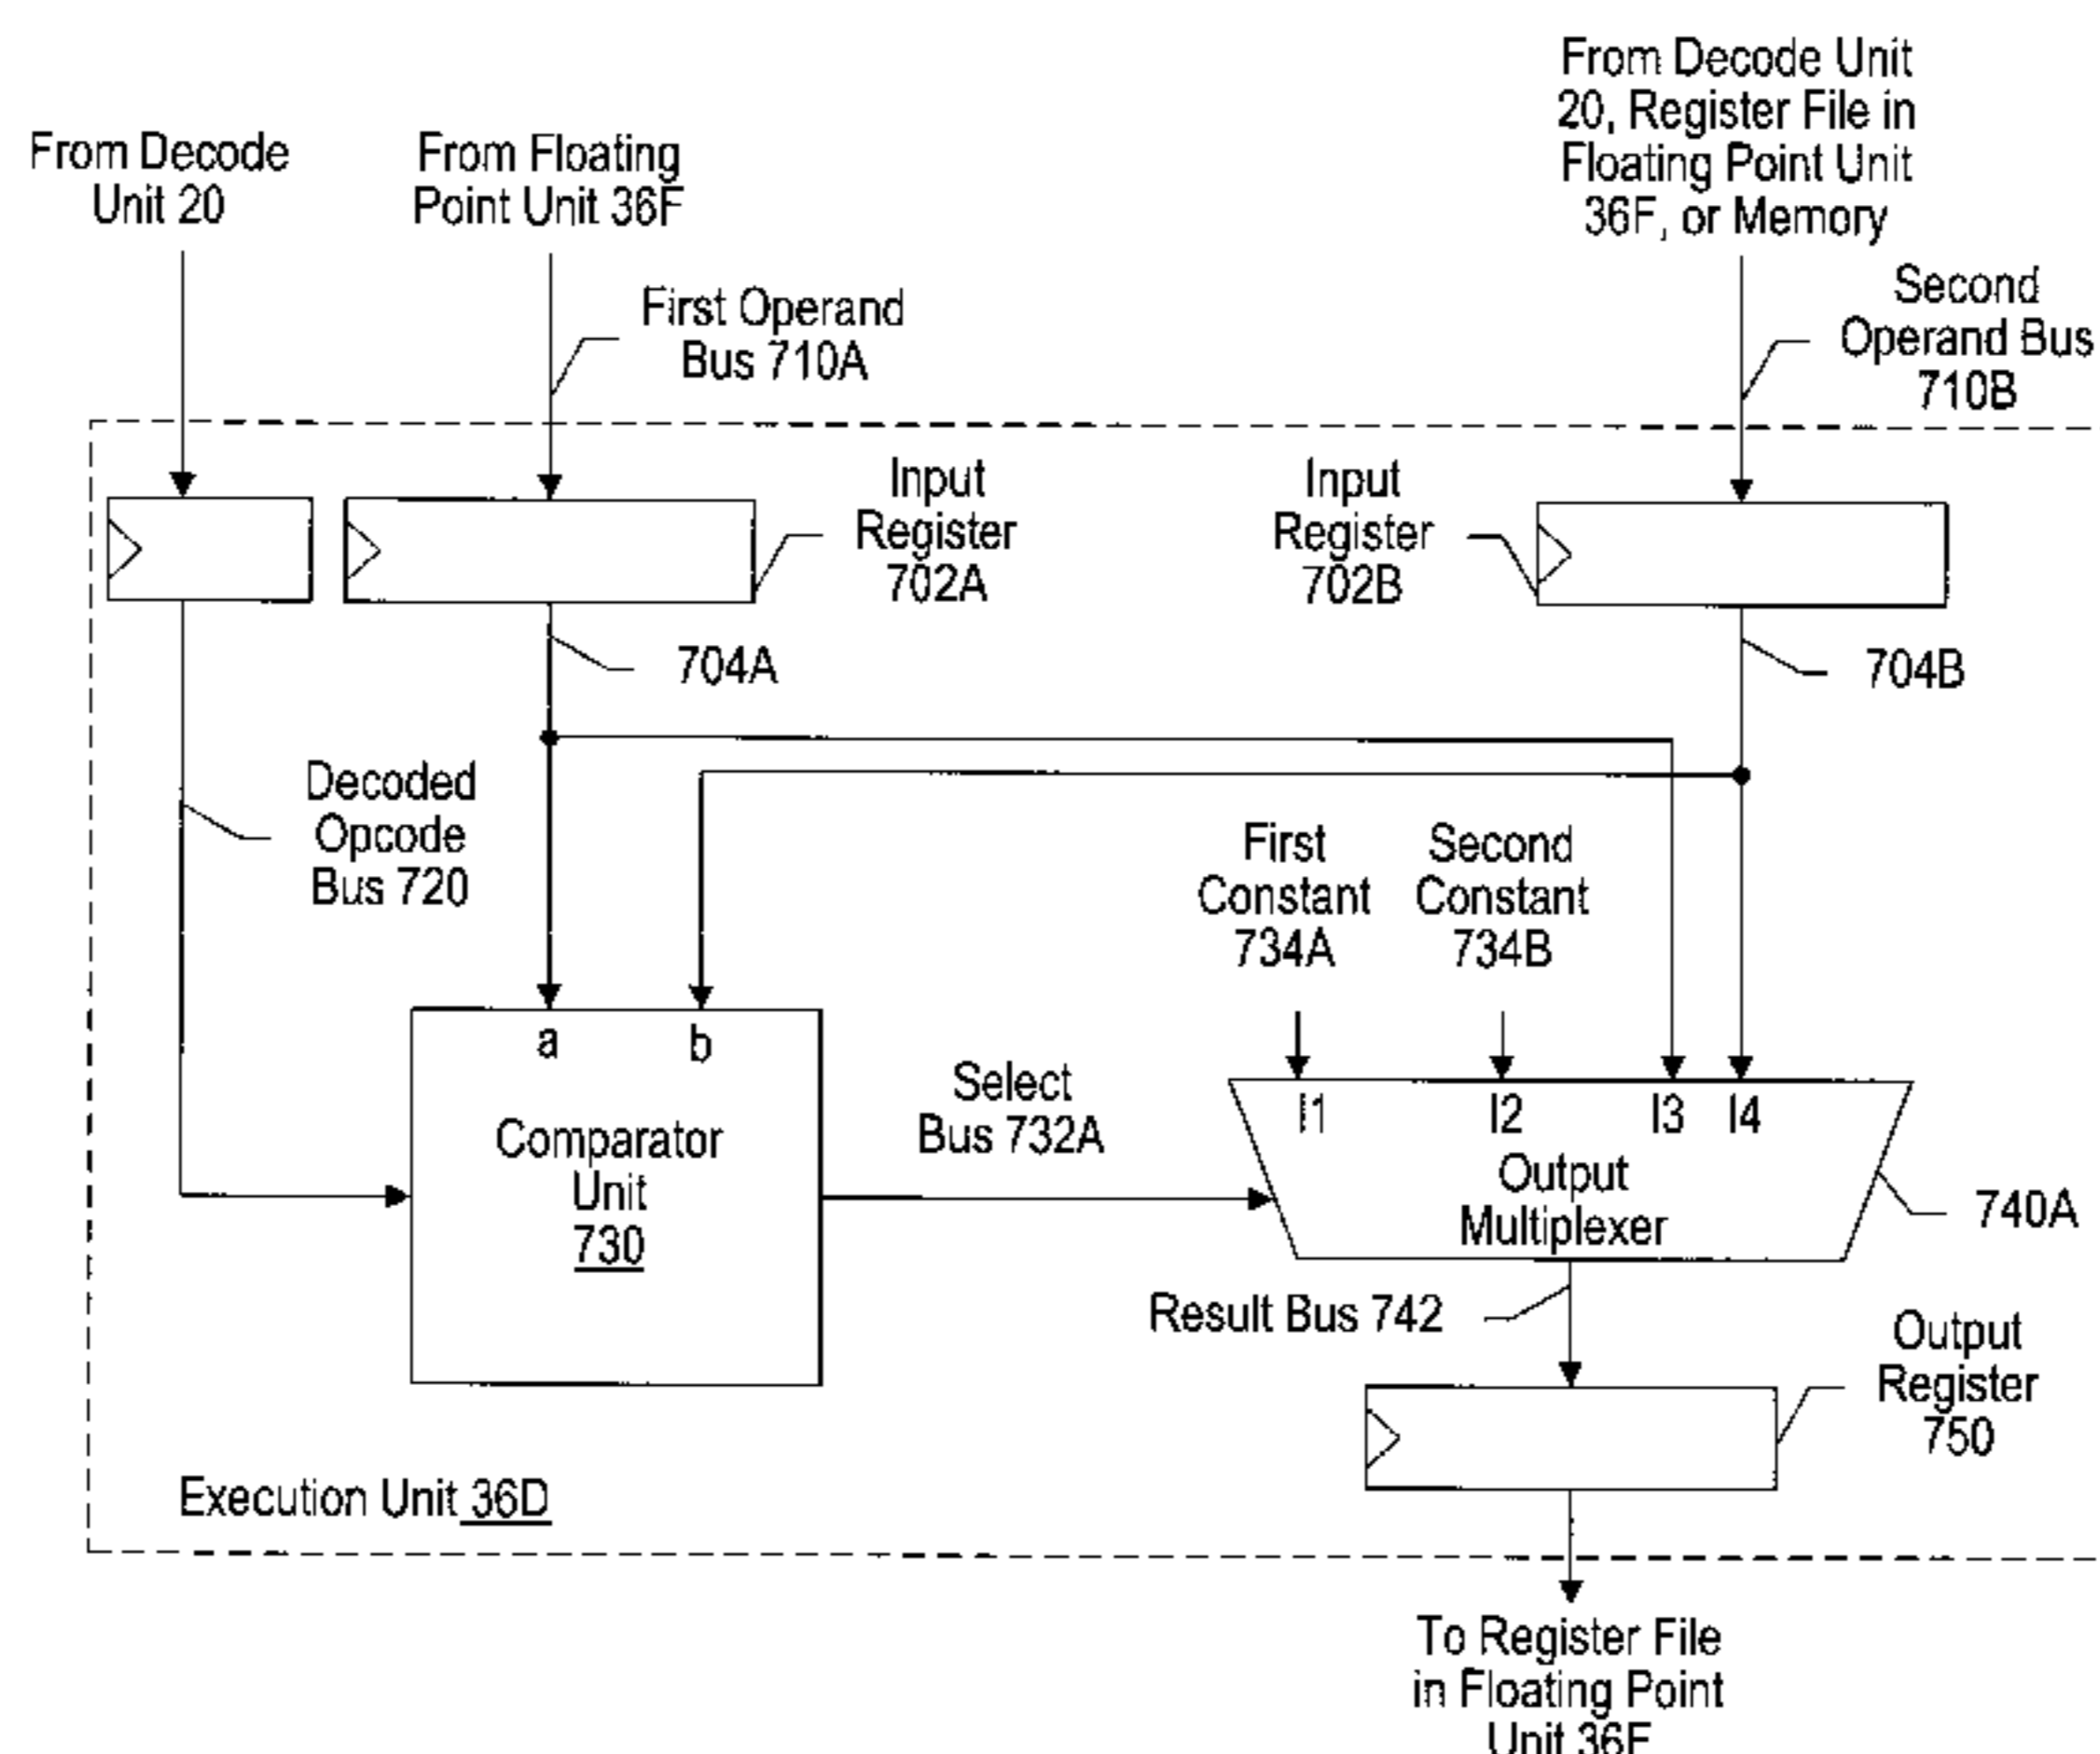 From Decode Unit
20, Register File in
Floating Point Unit
36F, or Memory
From Decode
Unit 20
From Floating
Point Unit 36F
First Operand
Bus 710A
Second
Operand Bus
710B
Input
Register
702A
Input
Register
702B
704A
704B
Decoded
Opcode
Bus 720
First
Constant
734A
Second
Constant
734B
a
b
Comparator
Unit
730
Select
Bus 732A
I1
I2
I3
I4
Output
Multiplexer
740A
Result Bus 742
Output
Register
750
Execution Unit 36D
To Register File
in Floating Point
Unit 36F